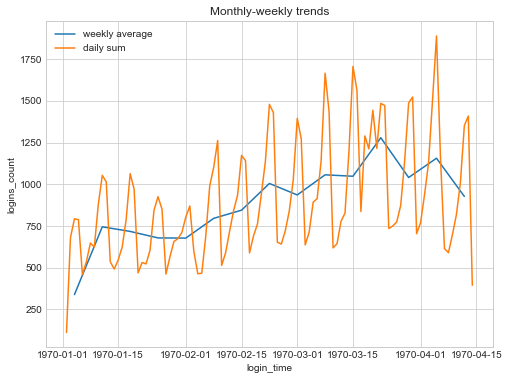 Monthly-weekly trends
weekly average
daily sum
logins_count
1750
1500
1250
1000
750
500
250
1970-01-01 1970-01-15 1970-02-01 1970-02-15 1970-03-01 1970-03-15 1970-04-01 1970-04-15
login_time